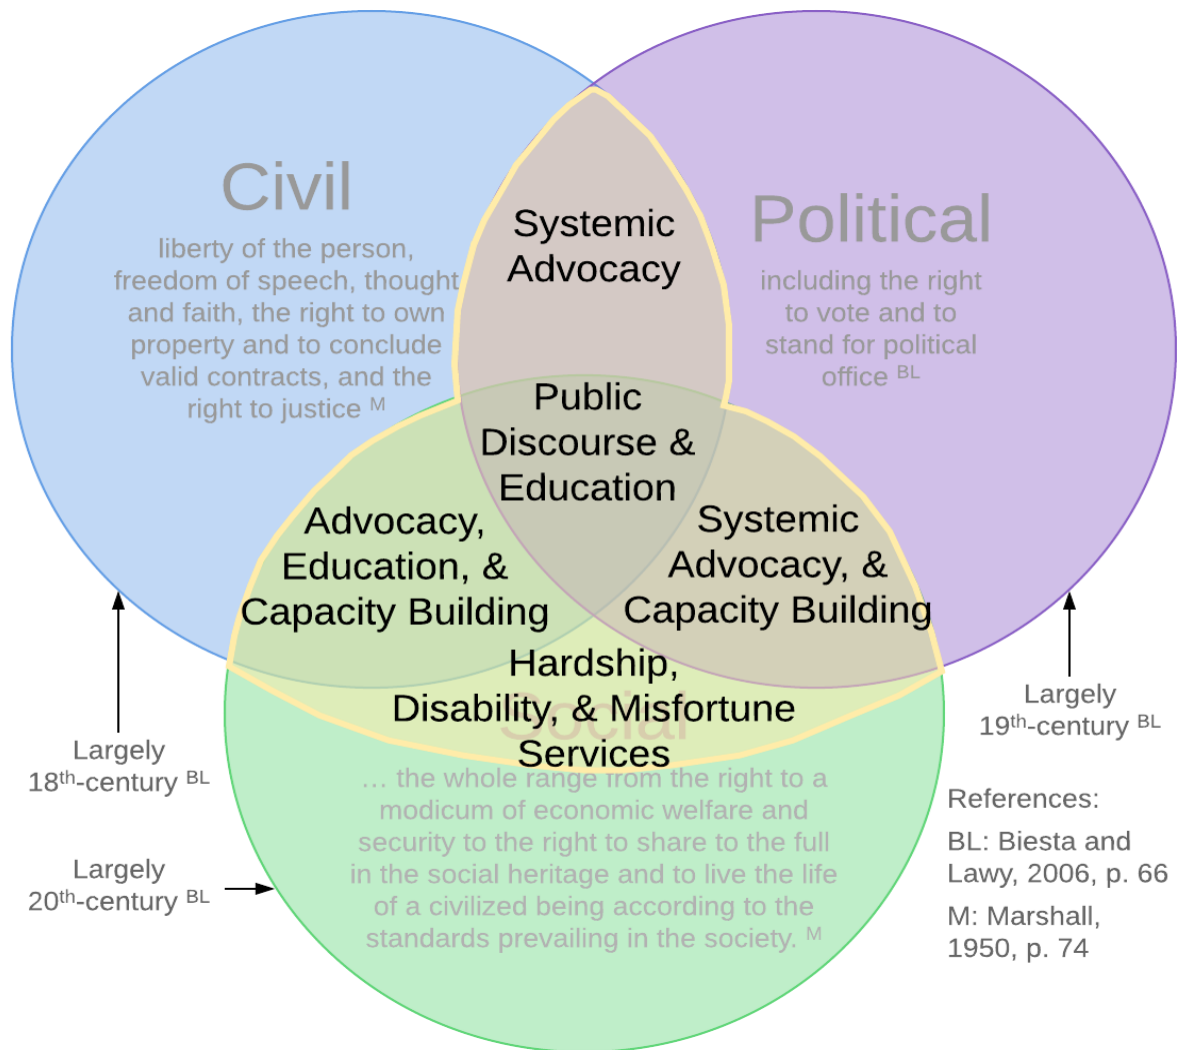 Civil
liberty of the person,
freedom of speech, thought
and faith, the right to own
property and to conclude
valid contracts, and the
right to justice M
Political
including the right
to vote and to
stand for political
office BL
Systemic
Advocacy
Public
Discourse &
Education
Advocacy,
Education, &
Capacity Building
Systemic
Advocacy, &
Capacity Building
Hardship,
Disability, & Misfortune
Services
Social
… the whole range from the right to a
modicum of economic welfare and
security to the right to share to the full
in the social heritage and to live the life
of a civilized being according to the
standards prevailing in the society. M
Largely
18th-century BL
Largely
20th-century BL
Largely
19th-century BL
References:
BL: Biesta and
Lawy, 2006, p. 66
M: Marshall,
1950, p. 74